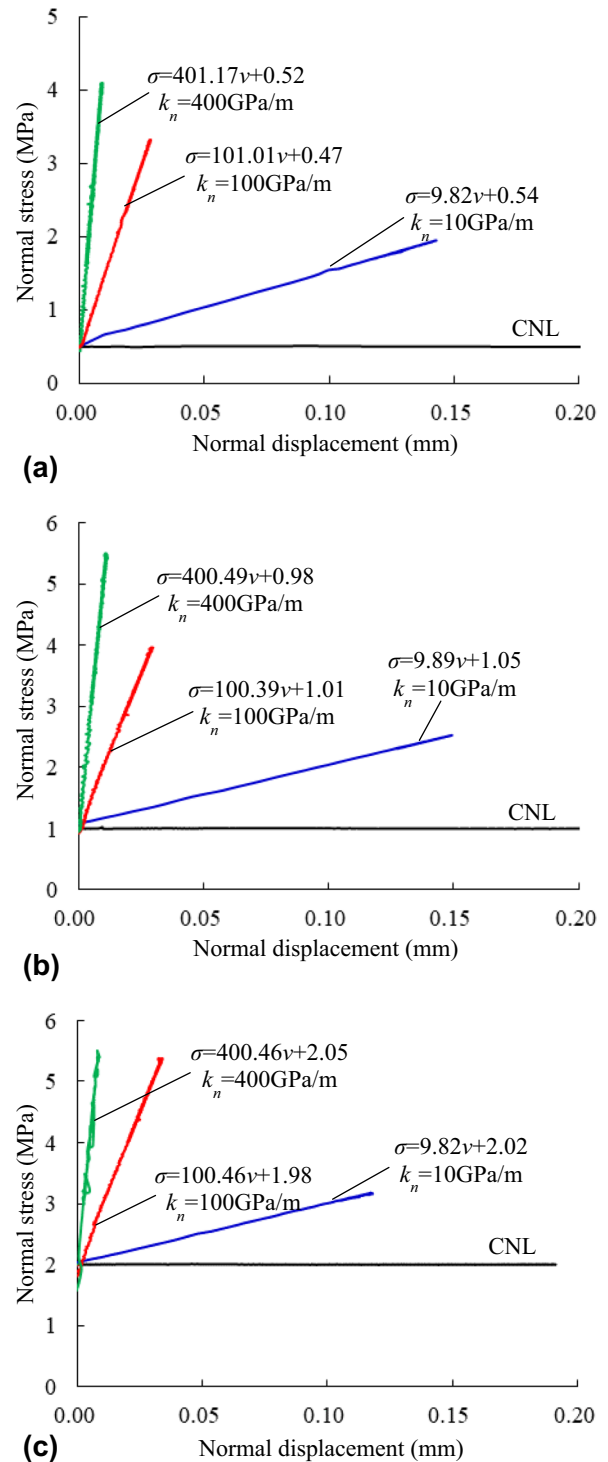 5
4
3
2
1
0
Normal stress (MPa)
σ=401.17v+0.52
kn=400GPa/m
σ=101.01v+0.47
kn=100GPa/m
σ=9.82v+0.54
kn=10GPa/m
CNL
0.00 0.05 0.10 0.15 0.20
Normal displacement (mm)
(a)
6
5
4
3
2
1
0
Normal stress (MPa)
σ=400.49v+0.98
kn=400GPa/m
σ=100.39v+1.01
kn=100GPa/m
σ=9.89v+1.05
kn=10GPa/m
CNL
0.00 0.05 0.10 0.15 0.20
Normal displacement (mm)
(b)
6
5
4
3
2
1
0
Normal stress (MPa)
σ=400.46v+2.05
kn=400GPa/m
σ=100.46v+1.98
kn=100GPa/m
σ=9.82v+2.02
kn=10GPa/m
CNL
0.00 0.05 0.10 0.15 0.20
Normal displacement (mm)
(c)